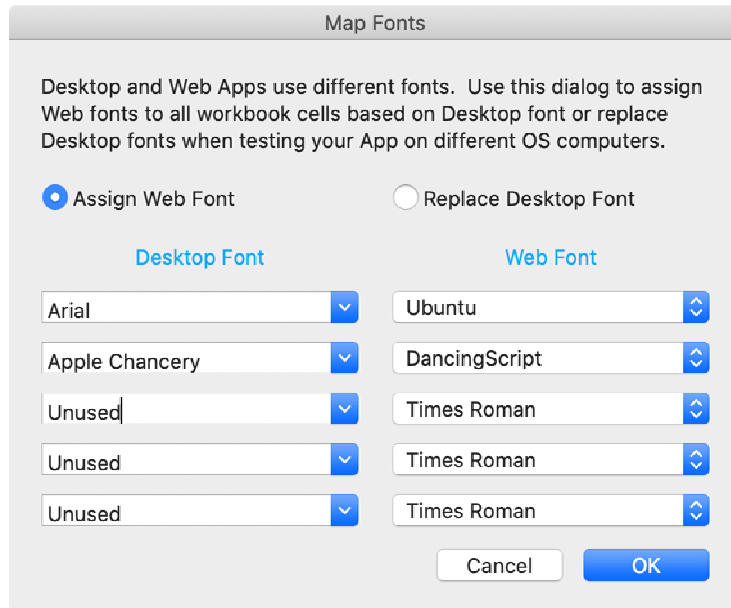 Map Fonts
Desktop and Web Apps use different fonts.  Use this dialog to assign
Web fonts to all workbook cells based on Desktop font or replace
Desktop fonts when testing your App on different OS computers.
Assign Web Font
Replace Desktop Font
Desktop Font
Web Font
Arial
Ubuntu
Apple Chancery
DancingScript
Unused
Times Roman
Unused
Times Roman
Unused
Times Roman
Cancel
OK